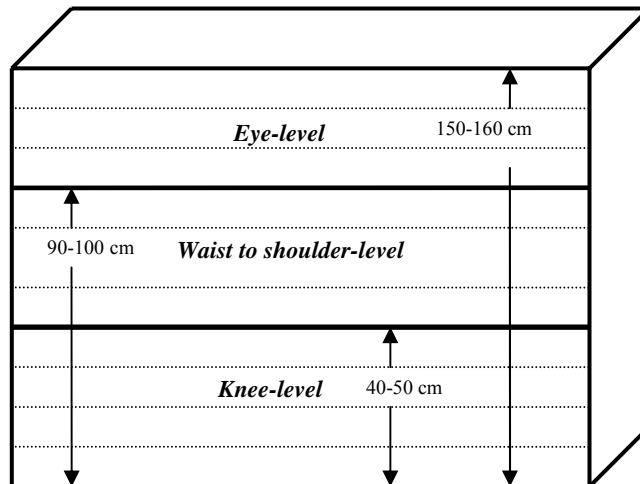 Eye-level
150-160 cm
90-100 cm
Waist to shoulder-level
Knee-level
40-50 cm